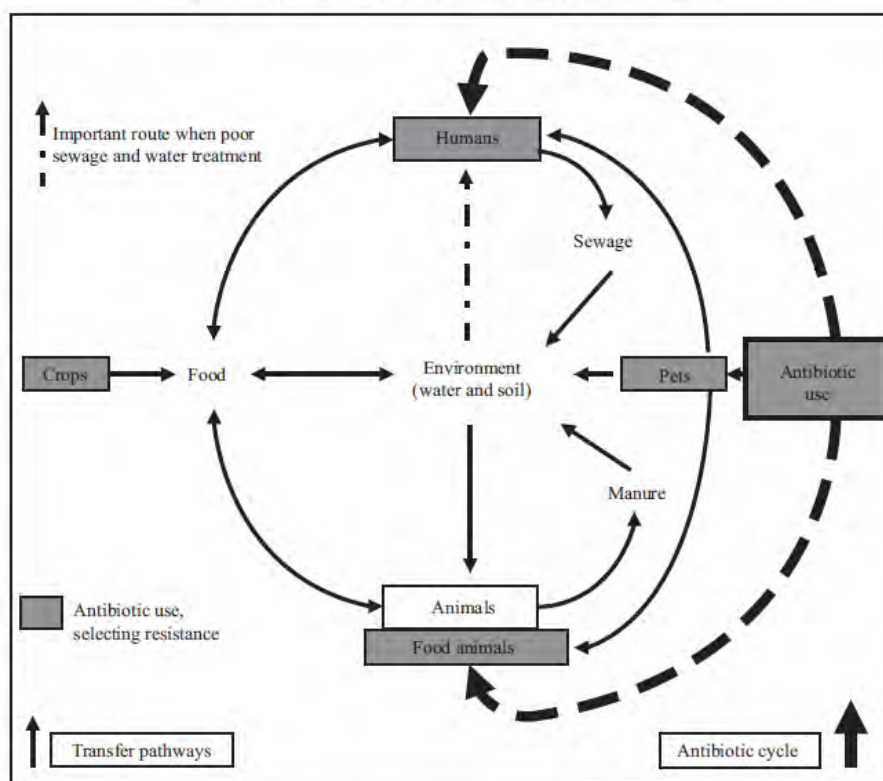 Important route when poor
sewage and water treatment
Humans
Sewage
Crops
Food
Environment
(water and soil)
Pets
Antibiotic
use
Manure
Animals
Food animals
Antibiotic use,
selecting resistance
Transfer pathways
Antibiotic cycle